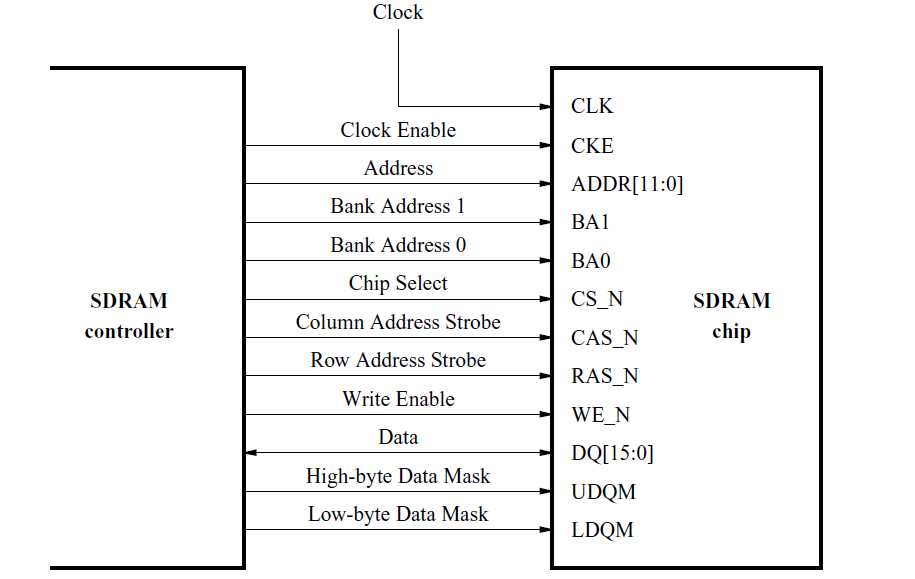 Clock
CLK
Clock Enable
CKE
Address
ADDR[11:0]
Bank Address 1
BA1
Bank Address 0
BA0
Chip Select
CS_N
SDRAM
controller
SDRAM
chip
Column Address Strobe
CAS_N
Row Address Strobe
RAS_N
Write Enable
WE_N
Data
DQ[15:0]
High-byte Data Mask
UDQM
Low-byte Data Mask
LDQM